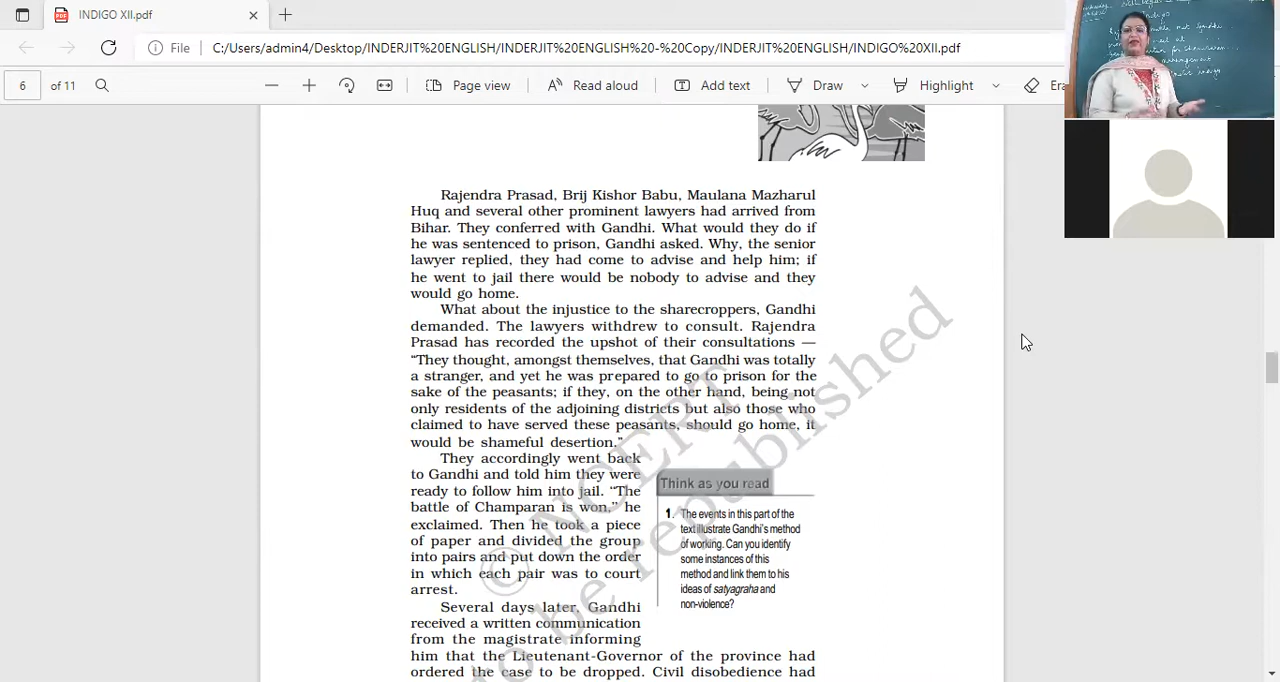 INDIGO XII.pdf
File C:/Users/admin4/Desktop/INDERJIT%20ENGLISH/INDERJIT%20ENGLISH%20-%20Copy/INDERJIT%20ENGLISH/INDIGO%20XII.pdf
6 of 11 Page view Read aloud Add text Draw Highlight Era
Rajendra Prasad, Brij Kishor Babu, Maulana Mazharul
Huq and several other prominent lawyers had arrived from
Bihar. They conferred with Gandhi. What would they do if
he was sentenced to prison, Gandhi asked. Why, the senior
lawyer replied, they had come to advise and help him; if
he went to jail there would be nobody to advise and they
would go home.
What about the injustice to the sharecroppers, Gandhi
demanded. The lawyers withdrew to consult. Rajendra
Prasad has recorded the upshot of their consultations —
“They thought, amongst themselves, that Gandhi was totally
a stranger, and yet he was prepared to go to prison for the
sake of the peasants; if they, on the other hand, being not
only residents of the adjoining districts but also those who
claimed to have served these peasants, should go home, it
would be shameful desertion.”
They accordingly went back
to Gandhi and told him they were
ready to follow him into jail. “The
battle of Champaran is won,” he
exclaimed. Then he took a piece
of paper and divided the group
into pairs and put down the order
in which each pair was to court
arrest.
Several days later, Gandhi
received a written communication
from the magistrate informing
him that the Lieutenant-Governor of the province had
ordered the case to be dropped. Civil disobedience had
Think as you read
1. The events in this part of the
text illustrate Gandhi’s method
of working. Can you identify
some instances of this
method and link them to his
ideas of satyagraha and
non-violence?
© NCERT
to be republished